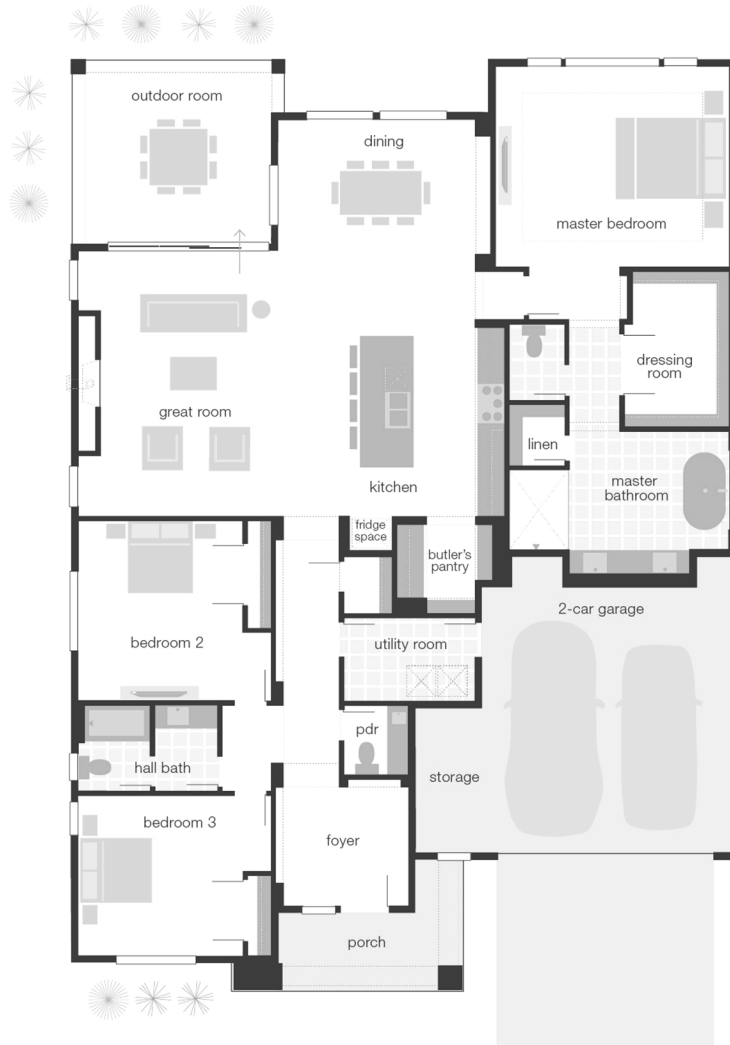 outdoor room
dining
master bedroom
dressing
room
great room
linen
master
bathroom
kitchen
fridge
space
butler's
pantry
2-car garage
bedroom 2
utility room
pdr
hall bath
storage
bedroom 3
foyer
porch